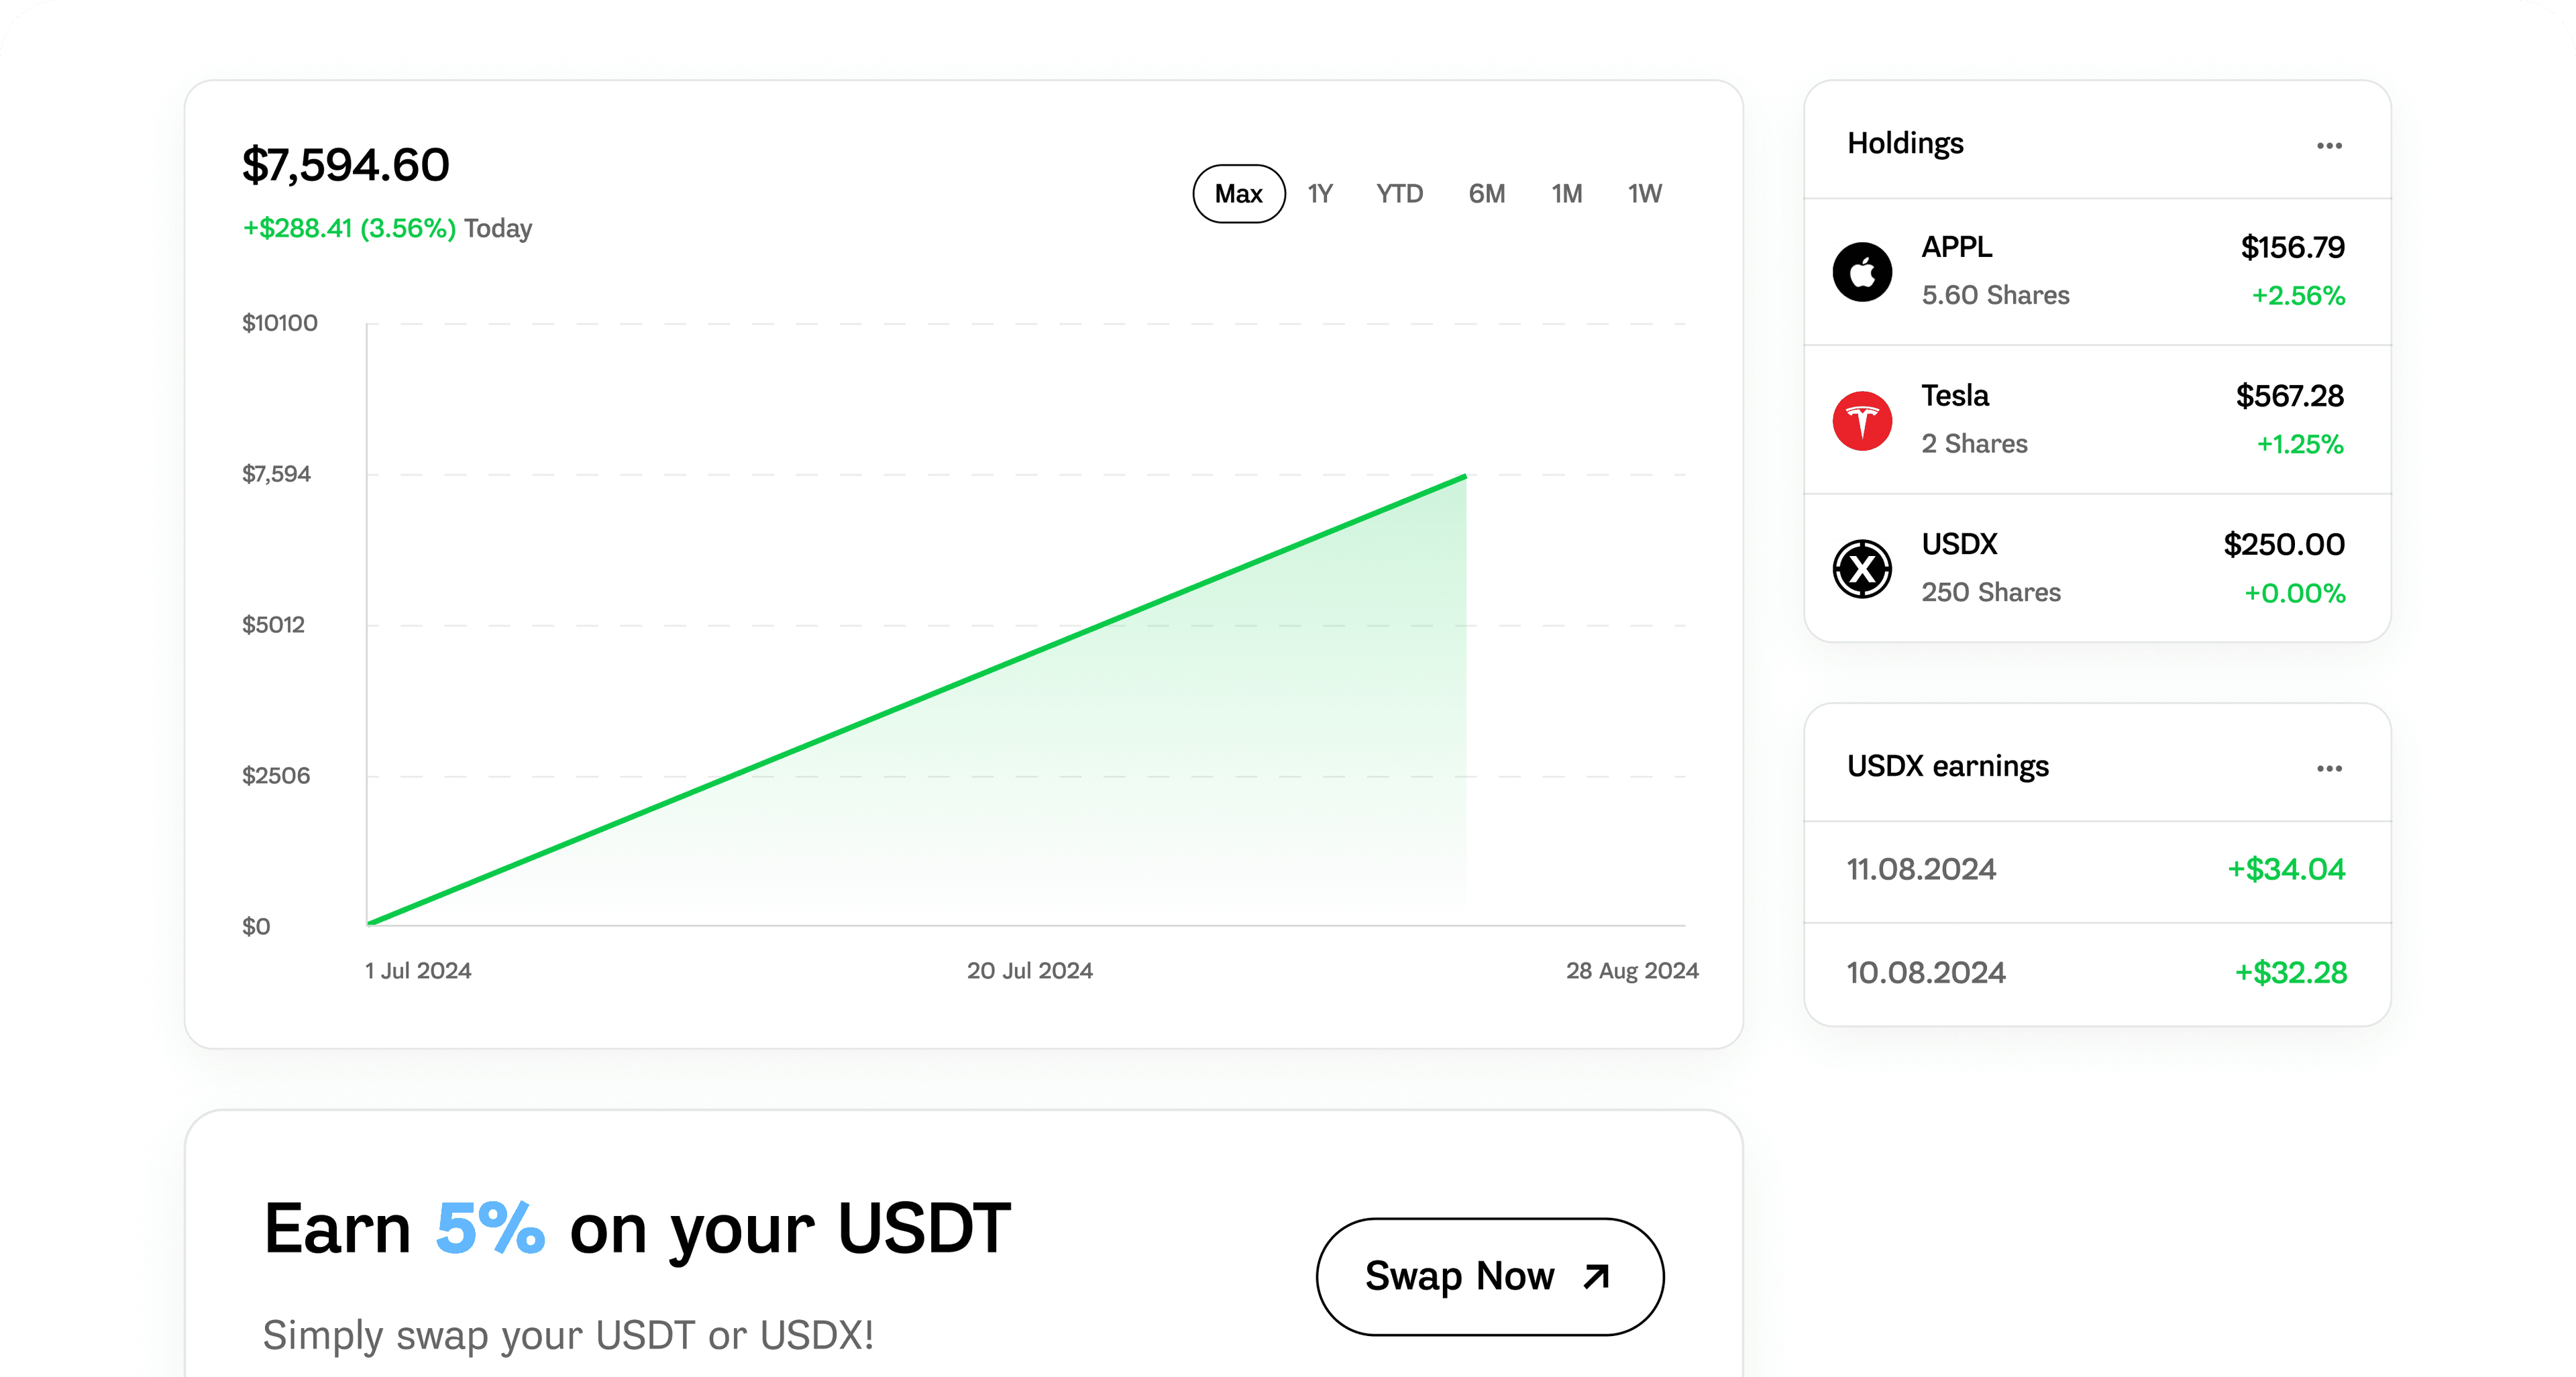 $7,594.60
+$288.41 (3.56%) Today
Max 1Y YTD 6M 1M 1W
$10100
$7,594
$5012
$2506
$0
1 Jul 2024 20 Jul 2024 28 Aug 2024
Holdings
APPL $156.79
5.60 Shares +2.56%
Tesla $567.28
2 Shares +1.25%
USDX $250.00
250 Shares +0.00%
USDX earnings
11.08.2024 +$34.04
10.08.2024 +$32.28
Earn 5% on your USDT
Simply swap your USDT or USDX!
Swap Now